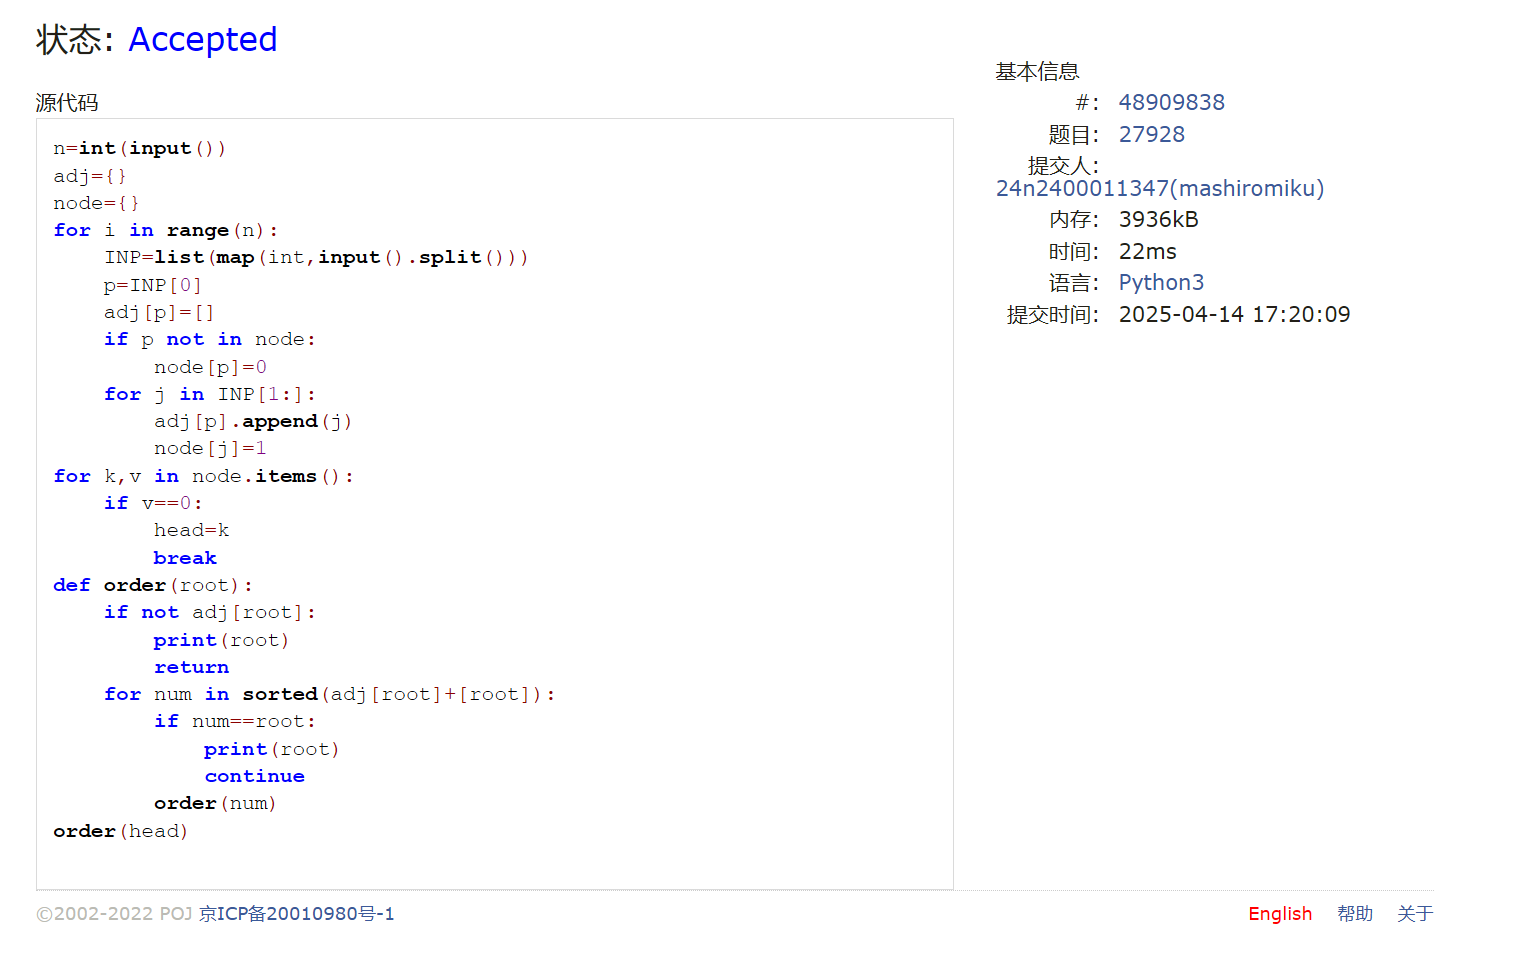 状态: Accepted
源代码
n=int(input())
adj={}
node={}
for i in range(n):
    INP=list(map(int,input().split()))
    p=INP[0]
    adj[p]=[]
    if p not in node:
        node[p]=0
    for j in INP[1:]:
        adj[p].append(j)
        node[j]=1
for k,v in node.items():
    if v==0:
        head=k
        break
def order(root):
    if not adj[root]:
        print(root)
        return
    for num in sorted(adj[root]+[root]):
        if num==root:
            print(root)
            continue
        order(num)
order(head)
基本信息
#: 48909838
题目: 27928
提交人:
24n2400011347(mashiromiku)
内存: 3936kB
时间: 22ms
语言: Python3
提交时间: 2025-04-14 17:20:09
©2002-2022 POJ 京ICP备20010980号-1
English 帮助 关于